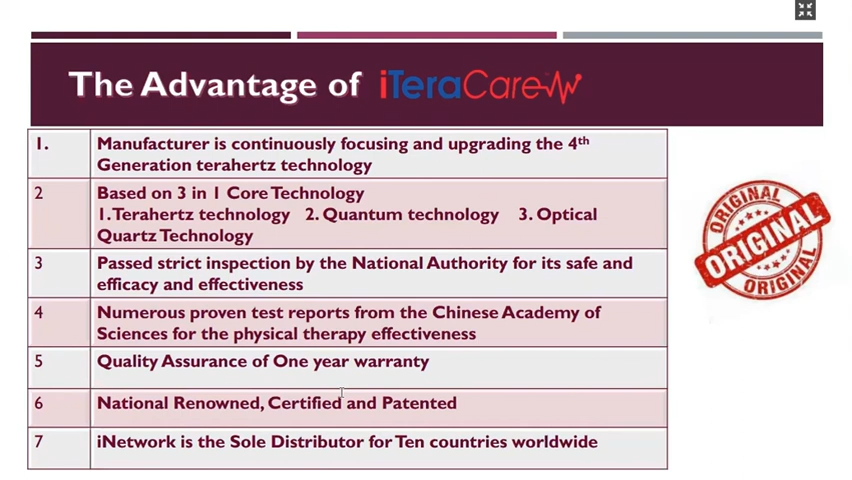 The Advantage of iTeraCare
1. Manufacturer is continuously focusing and upgrading the 4th
Generation terahertz technology
2 Based on 3 in 1 Core Technology
1.Terahertz technology 2. Quantum technology 3. Optical
Quartz Technology
3 Passed strict inspection by the National Authority for its safe and
efficacy and effectiveness
4 Numerous proven test reports from the Chinese Academy of
Sciences for the physical therapy effectiveness
5 Quality Assurance of One year warranty
6 National Renowned, Certified and Patented
7 iNetwork is the Sole Distributor for Ten countries worldwide
ORIGINAL
ORIGINAL
ORIGINAL